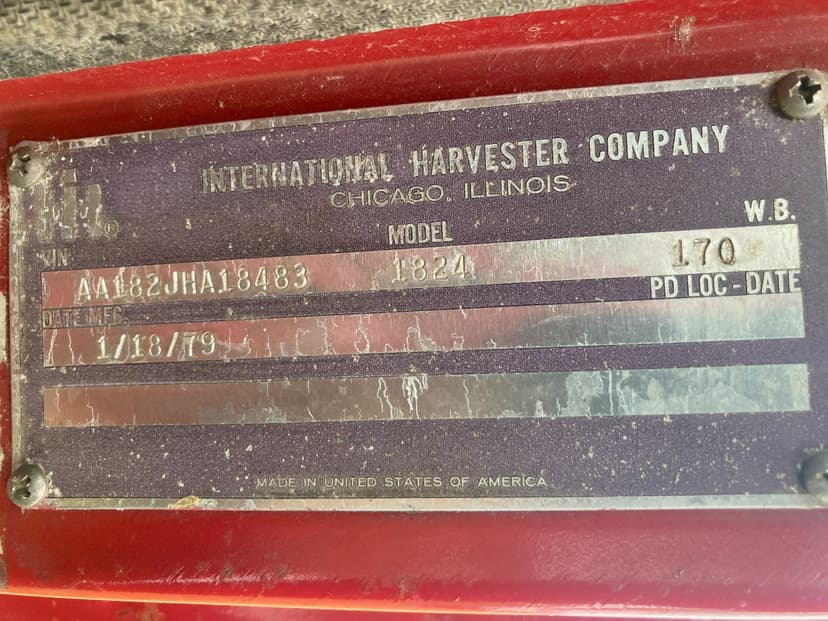 INTERNATIONAL HARVESTER COMPANY
CHICAGO, ILLINOIS
VIN MODEL W.B.
AA182JHA18483 1824 170
DATE MFG. PD LOC-DATE
1/18/79
MADE IN UNITED STATES OF AMERICA